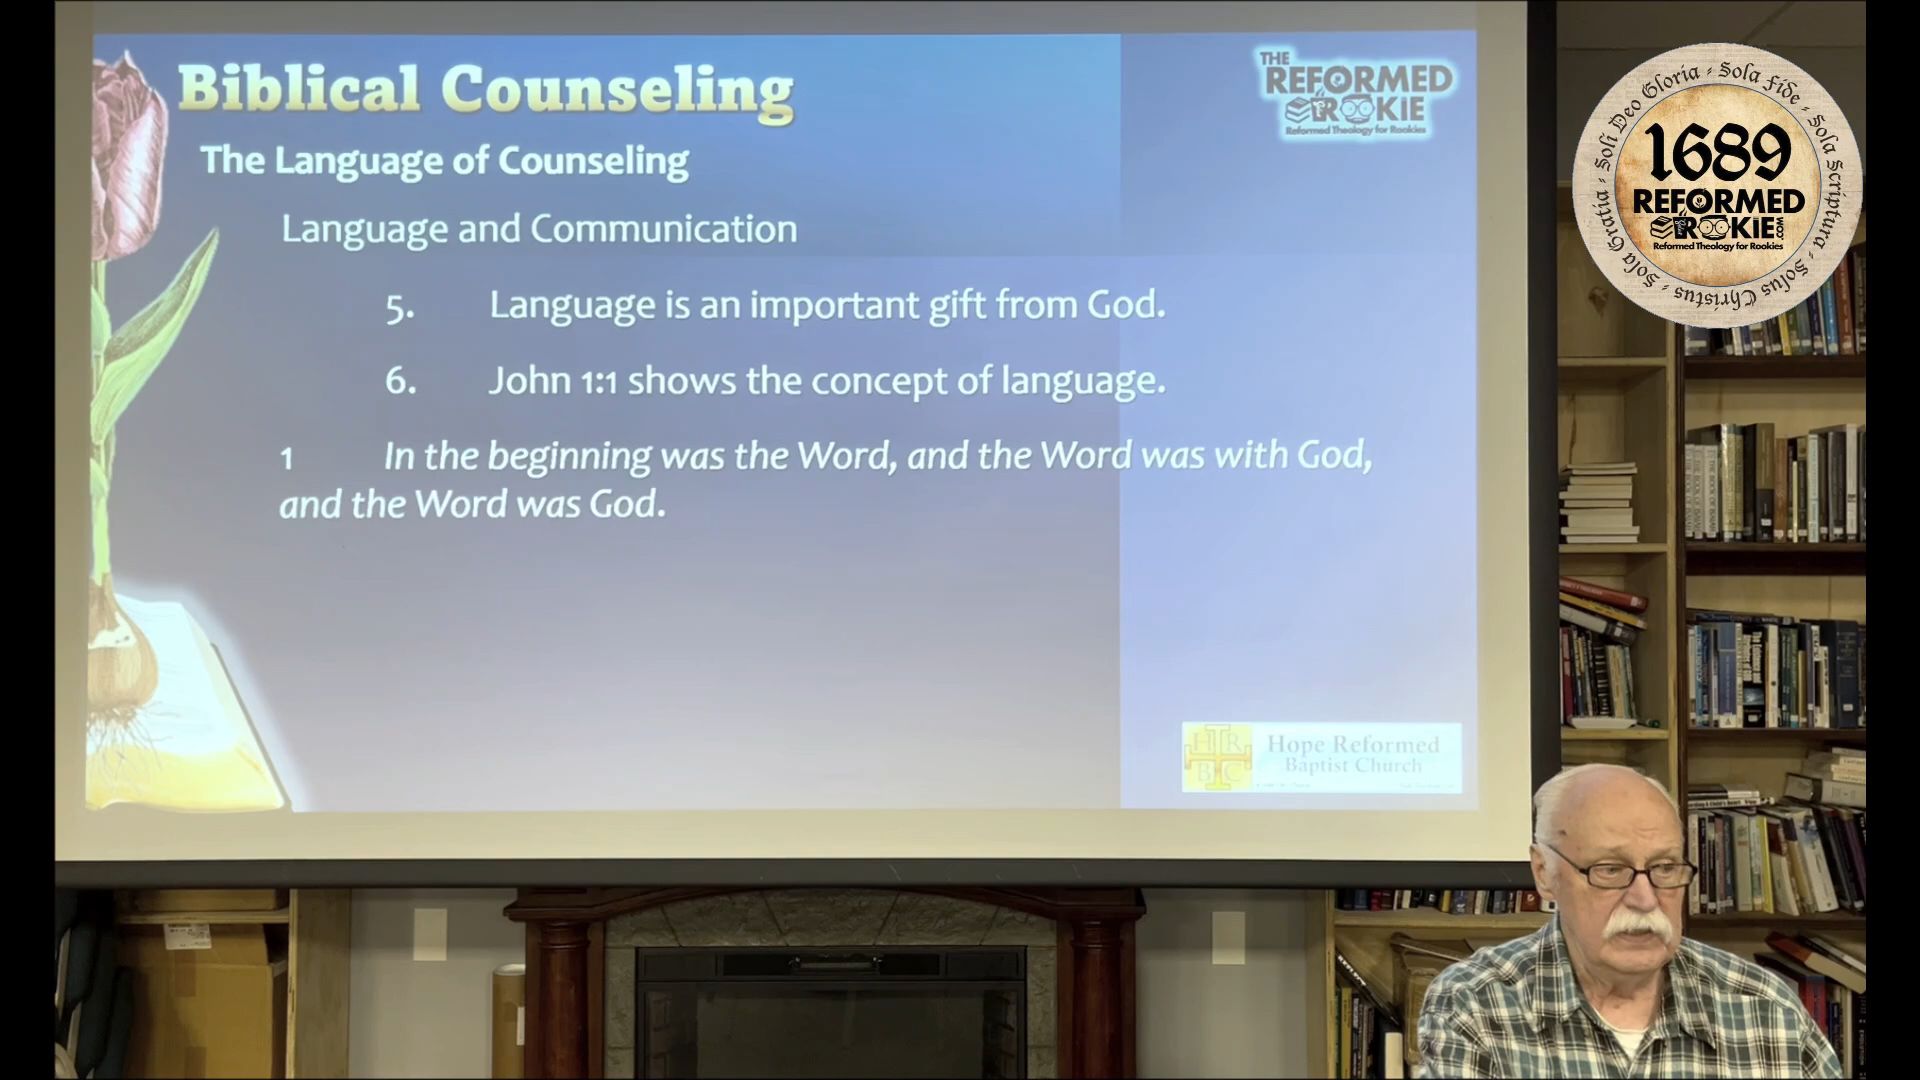 Biblical Counseling
The Language of Counseling
Language and Communication
5. Language is an important gift from God.
6. John 1:1 shows the concept of language.
1 In the beginning was the Word, and the Word was with God,
and the Word was God.
THE
REFORMED
ROOKIE
Reformed Theology for Rookies
HR
BC
Hope Reformed
Baptist Church
Sola Gratia - Soli Deo Gloria - Sola Fide - Sola Scriptura - Solus Christus -
1689
REFORMED
ROOKIE.COM
Reformed Theology for Rookies